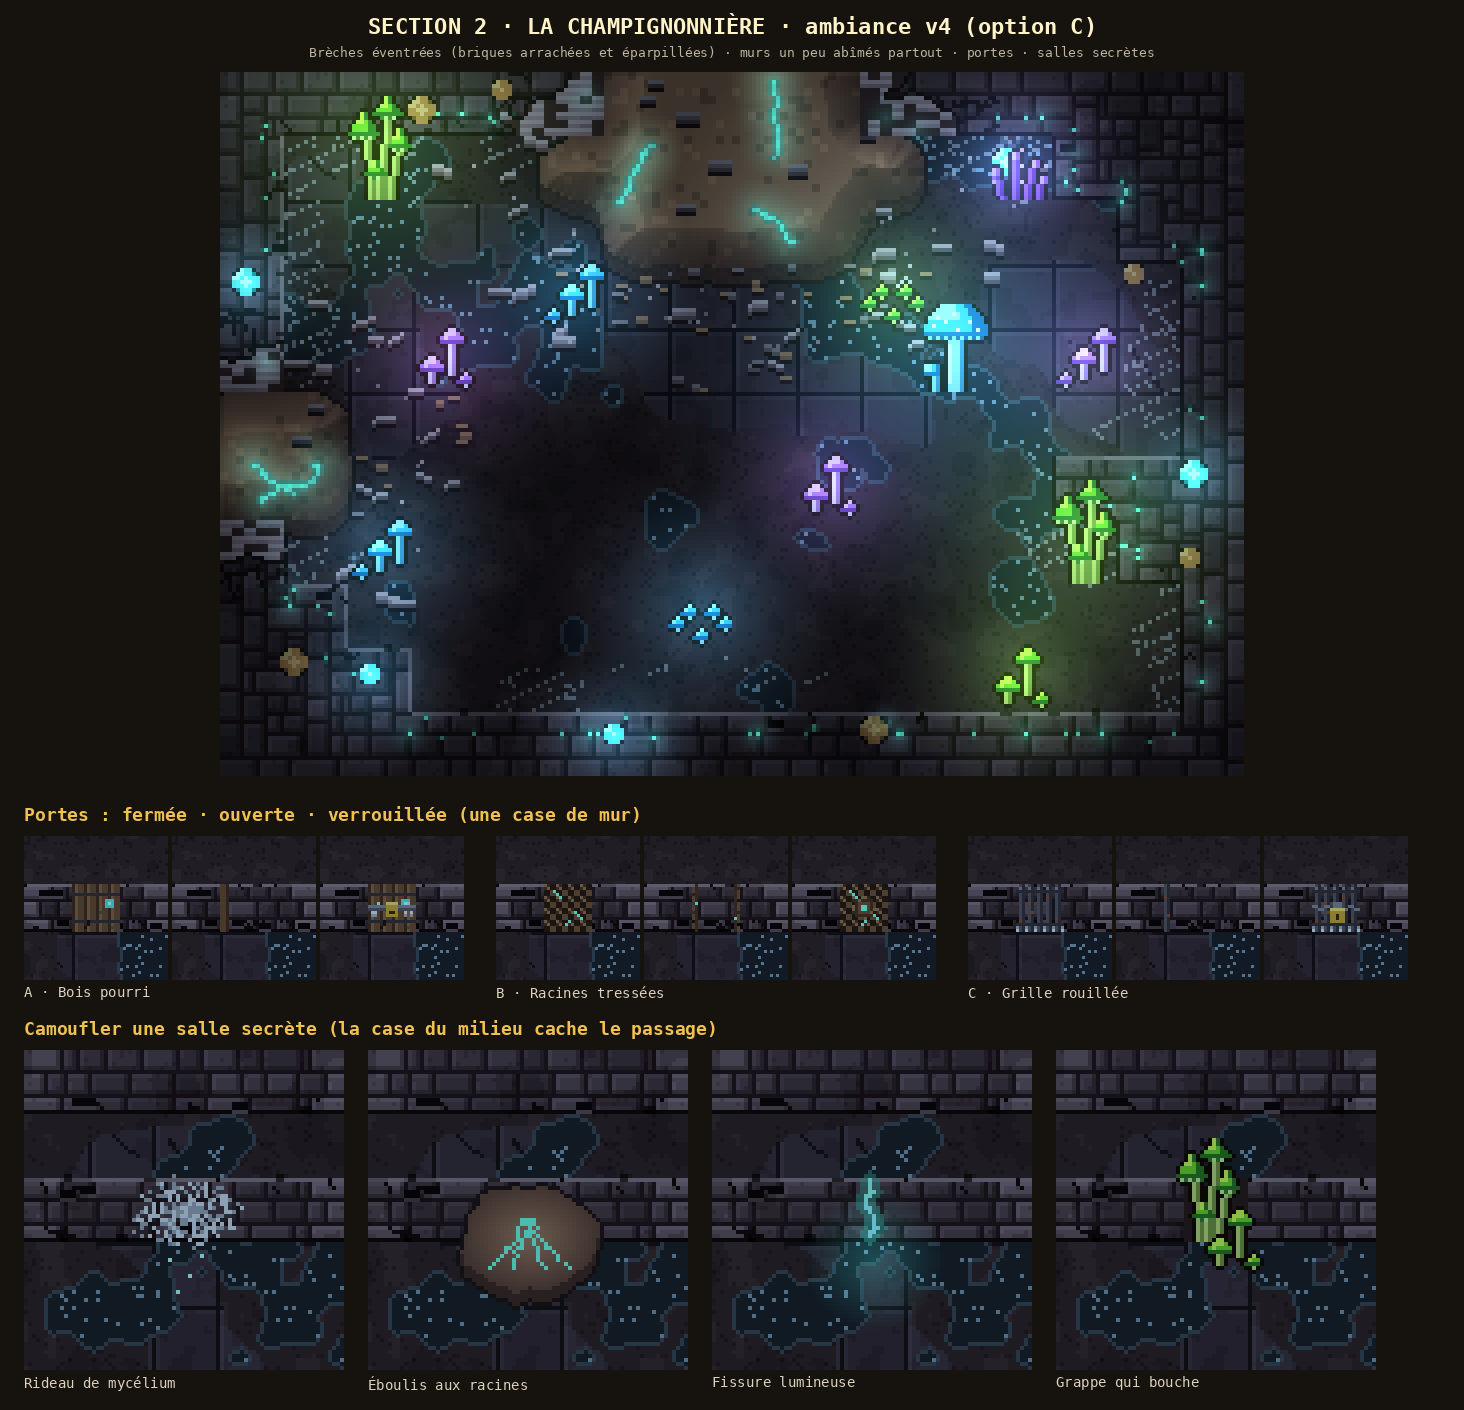 SECTION 2 · LA CHAMPIGNONNIÈRE · ambiance v4 (option C)
Brèches éventrées (briques arrachées et éparpillées) · murs un peu abîmés partout · portes · salles secrètes
Portes : fermée · ouverte · verrouillée (une case de mur)
A · Bois pourri
B · Racines tressées
C · Grille rouillée
Camoufler une salle secrète (la case du milieu cache le passage)
Rideau de mycélium
Éboulis aux racines
Fissure lumineuse
Grappe qui bouche